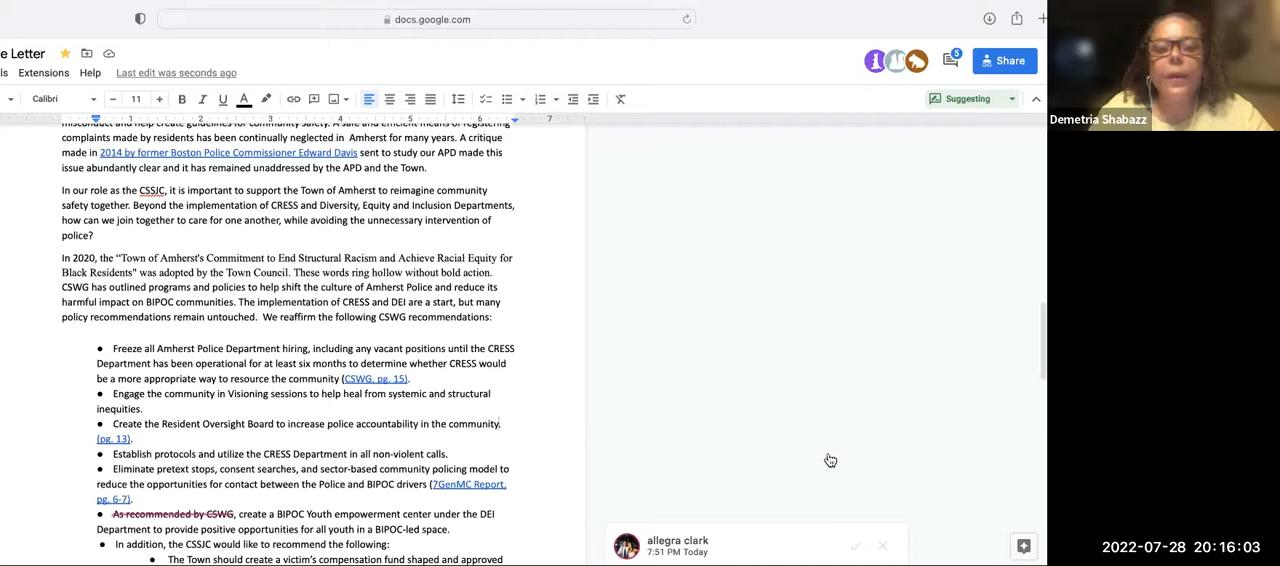 docs.google.com
e Letter
ls Extensions Help Last edit was seconds ago
5
Share
Calibri
11
Suggesting
1 2 3 4 5 6 7
Demetria Shabazz
complaints made by residents has been continually neglected in Amherst for many years. A critique
made in 2014 by former Boston Police Commissioner Edward Davis sent to study our APD made this
issue abundantly clear and it has remained unaddressed by the APD and the Town.
In our role as the CSSJC, it is important to support the Town of Amherst to reimagine community
safety together. Beyond the implementation of CRESS and Diversity, Equity and Inclusion Departments,
how can we join together to care for one another, while avoiding the unnecessary intervention of
police?
In 2020, the “Town of Amherst's Commitment to End Structural Racism and Achieve Racial Equity for
Black Residents" was adopted by the Town Council. These words ring hollow without bold action.
CSWG has outlined programs and policies to help shift the culture of Amherst Police and reduce its
harmful impact on BIPOC communities. The implementation of CRESS and DEI are a start, but many
policy recommendations remain untouched. We reaffirm the following CSWG recommendations:
● Freeze all Amherst Police Department hiring, including any vacant positions until the CRESS
Department has been operational for at least six months to determine whether CRESS would
be a more appropriate way to resource the community (CSWG, pg. 15).
● Engage the community in Visioning sessions to help heal from systemic and structural
inequities.
● Create the Resident Oversight Board to increase police accountability in the community.
(pg. 13).
● Establish protocols and utilize the CRESS Department in all non-violent calls.
● Eliminate pretext stops, consent searches, and sector-based community policing model to
reduce the opportunities for contact between the Police and BIPOC drivers (7GenMC Report,
pg. 6-7).
● As recommended by CSWG, create a BIPOC Youth empowerment center under the DEI
Department to provide positive opportunities for all youth in a BIPOC-led space.
● In addition, the CSSJC would like to recommend the following:
● The Town should create a victim's compensation fund shaped and approved
allegra clark
7:51 PM Today
2022-07-28 20:16:03